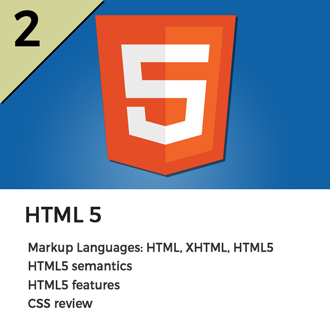 2
5
HTML 5
Markup Languages: HTML, XHTML, HTML5
HTML5 semantics
HTML5 features
CSS review